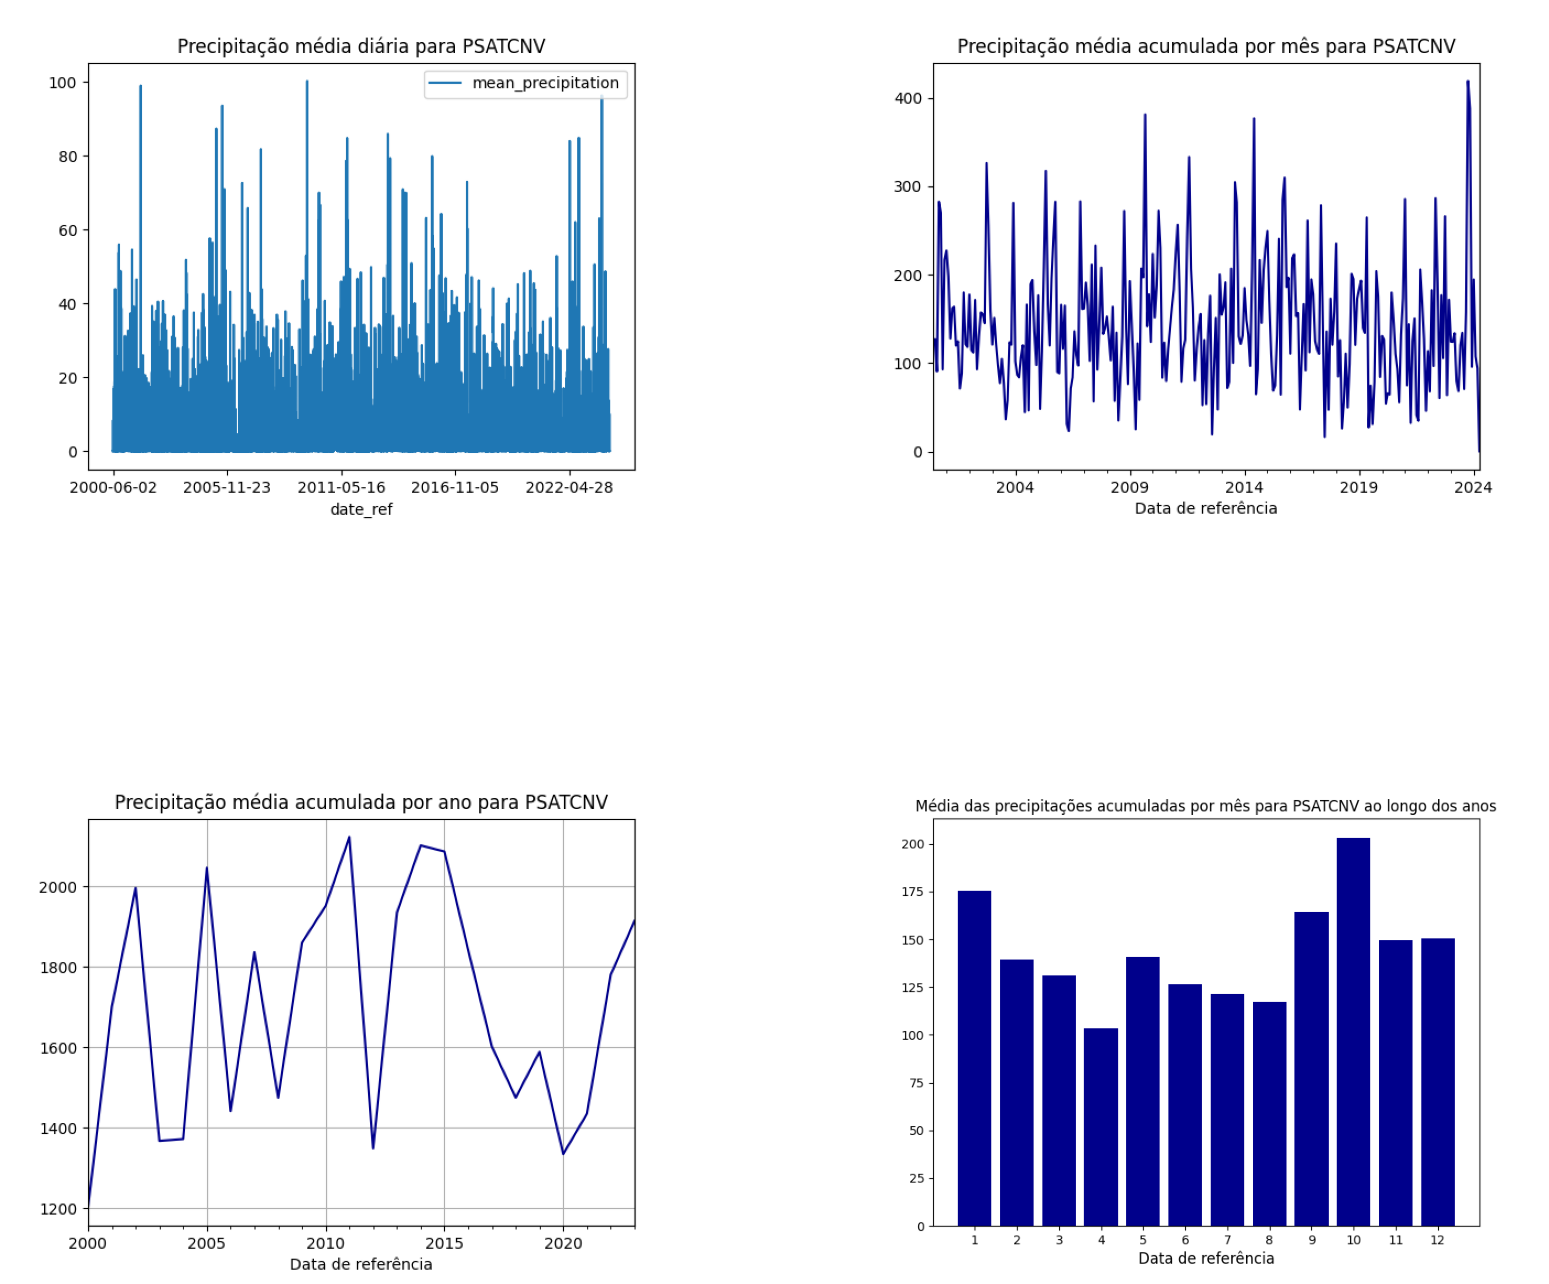 Precipitação média diária para PSATCNV
mean_precipitation
100
80
60
40
20
0
2000-06-02 2005-11-23 2011-05-16 2016-11-05 2022-04-28
date_ref
Precipitação média acumulada por mês para PSATCNV
400
300
200
100
0
2004 2009 2014 2019 2024
Data de referência
Precipitação média acumulada por ano para PSATCNV
2000
1800
1600
1400
1200
2000 2005 2010 2015 2020
Data de referência
Média das precipitações acumuladas por mês para PSATCNV ao longo dos anos
200
175
150
125
100
75
50
25
0
1 2 3 4 5 6 7 8 9 10 11 12
Data de referência